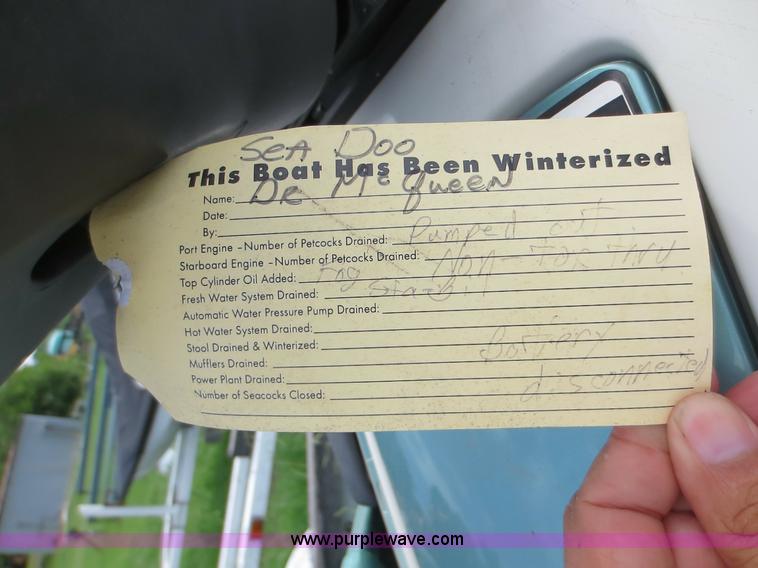 SEA DOO
This Boat Has Been Winterized
Name: DR McQueen
Date:
By:
Port Engine – Number of Petcocks Drained: Pumped out
Starboard Engine – Number of Petcocks Drained: Non-Tox
Top Cylinder Oil Added: Fog
Fresh Water System Drained:
Automatic Water Pressure Pump Drained:
Hot Water System Drained:
Stool Drained & Winterized: Battery
Mufflers Drained:
Power Plant Drained: disconnected
Number of Seacocks Closed:
www.purplewave.com